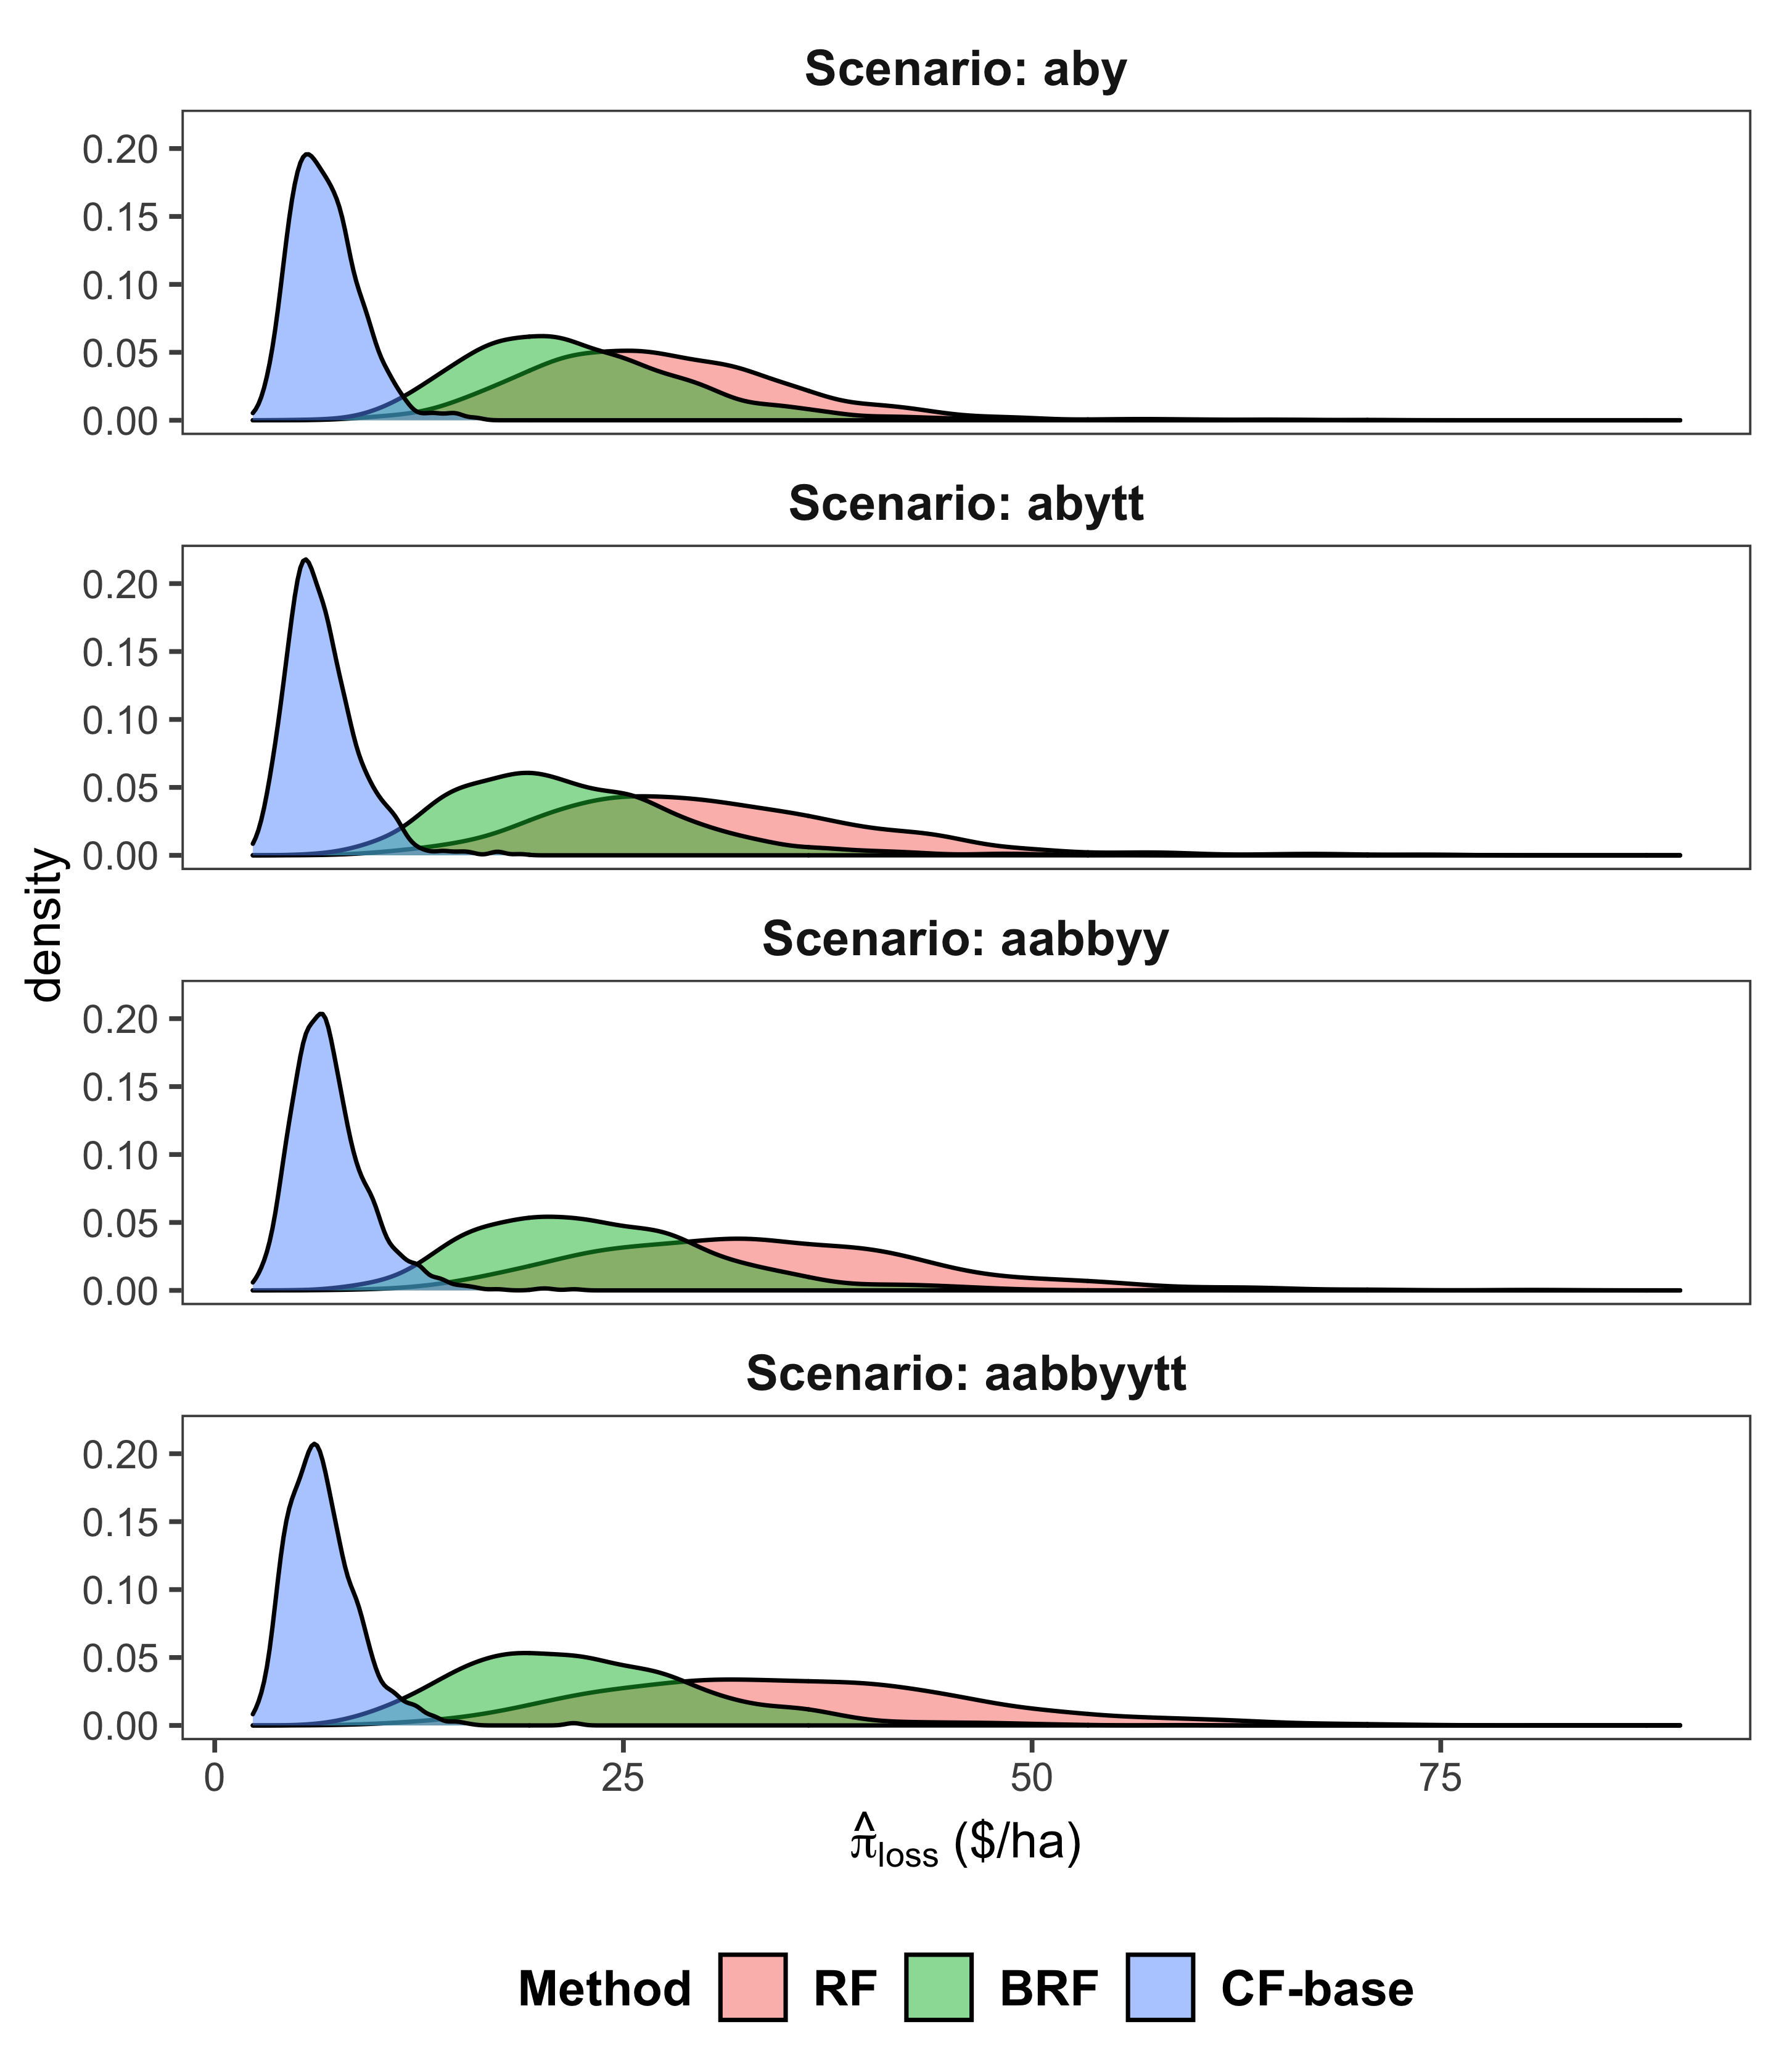 Scenario: aby
0.20
0.15
0.10
0.05
0.00
Scenario: abytt
0.20
0.15
0.10
0.05
0.00
density
Scenario: aabbyy
0.20
0.15
0.10
0.05
0.00
Scenario: aabbyytt
0.20
0.15
0.10
0.05
0.00
0 25 50 75
π̂loss ($/ha)
Method RF BRF CF-base